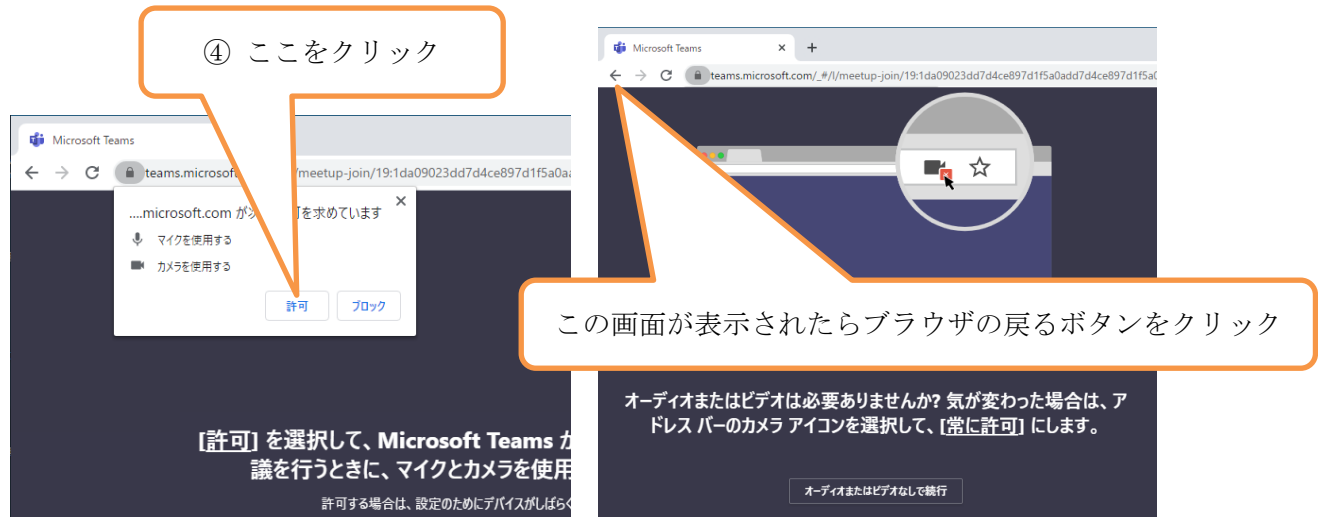 ④ ここをクリック
Microsoft Teams
teams.microsof /meetup-join/19:1da09023dd7d4ce897d1f5a0a
....microsoft.com が 可を求めています
マイクを使用する
カメラを使用する
許可 ブロック
[許可] を選択して、Microsoft Teams
議を行うときに、マイクとカメラを使用
許可する場合は、設定のためにデバイスがしばら
Microsoft Teams
teams.microsoft.com/_#/l/meetup-join/19:1da09023dd7d4ce897d1f5a0add7d4ce897d1f5a
この画面が表示されたらブラウザの戻るボタンをクリック
オーディオまたはビデオは必要ありませんか? 気が変わった場合は、ア
ドレス バーのカメラ アイコンを選択して、[常に許可] にします。
オーディオまたはビデオなしで続行